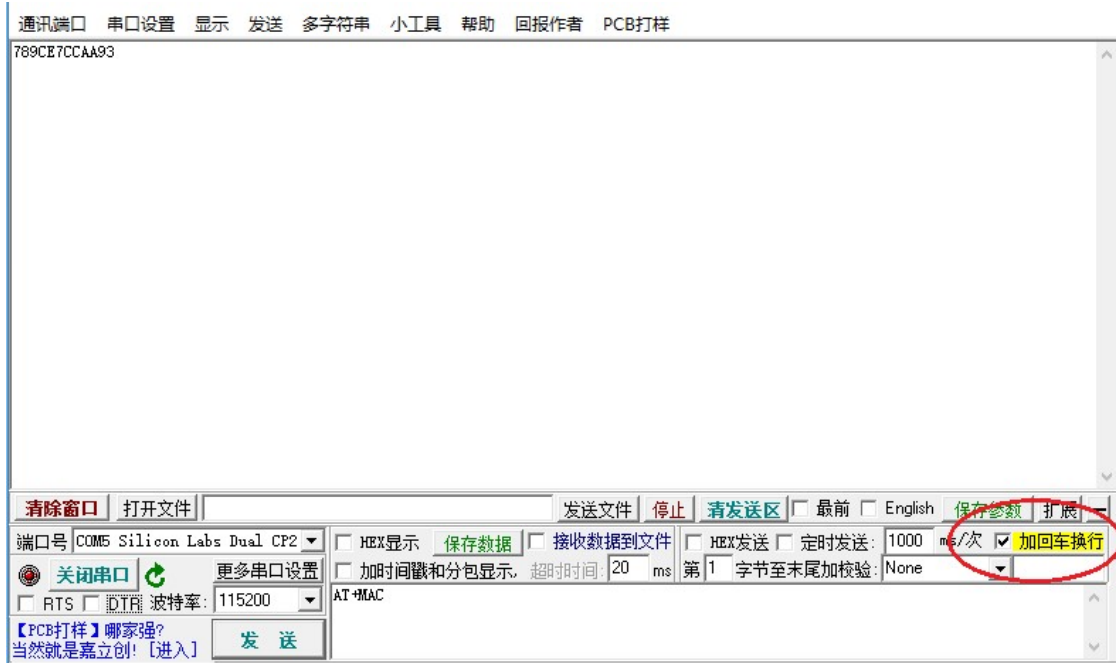 通讯端口 串口设置 显示 发送 多字符串 小工具 帮助 回报作者 PCB打样
789CE7CCAA93
清除窗口 打开文件 发送文件 停止 清发送区 最前 English 保存参数 扩展 —
端口号 COM5 Silicon Labs Dual CP2 HEX显示 保存数据 接收数据到文件 HEX发送 定时发送: 1000 ms/次 加回车换行
关闭串口 更多串口设置 加时间戳和分包显示, 超时时间: 20 ms 第 1 字节至末尾加校验: None
RTS DTR 波特率: 115200 AT+MAC
【PCB打样】哪家强?
当然就是嘉立创! [进入] 发 送